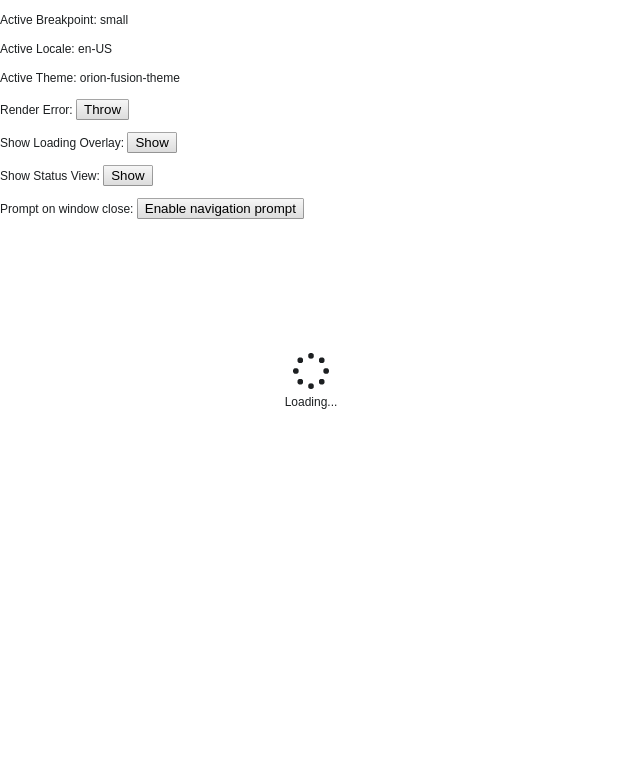 Active Breakpoint: small
Active Locale: en-US
Active Theme: orion-fusion-theme
Render Error: Throw
Show Loading Overlay: Show
Show Status View: Show
Prompt on window close: Enable navigation prompt
Loading...